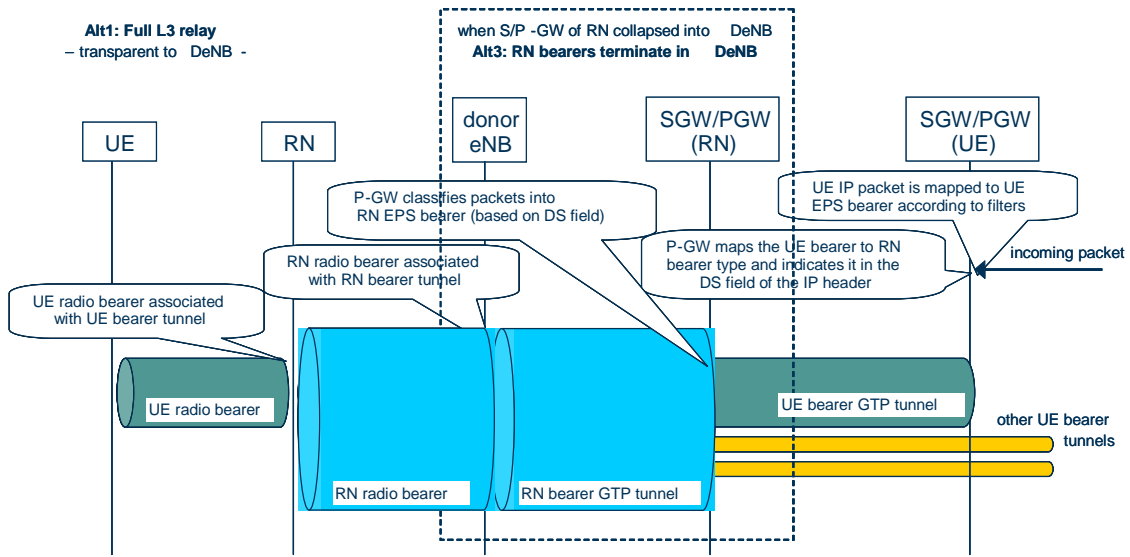 Alt1: Full L3 relay
– transparent to DeNB -
when S/P -GW of RN collapsed into DeNB
Alt3: RN bearers terminate in DeNB
UE
RN
donor
eNB
SGW/PGW
(RN)
SGW/PGW
(UE)
P-GW classifies packets into
RN EPS bearer (based on DS field)
UE IP packet is mapped to UE
EPS bearer according to filters
incoming packet
RN radio bearer associated
with RN bearer tunnel
P-GW maps the UE bearer to RN
bearer type and indicates it in the
DS field of the IP header
UE radio bearer associated
with UE bearer tunnel
UE radio bearer
UE bearer GTP tunnel
other UE bearer
tunnels
RN radio bearer
RN bearer GTP tunnel